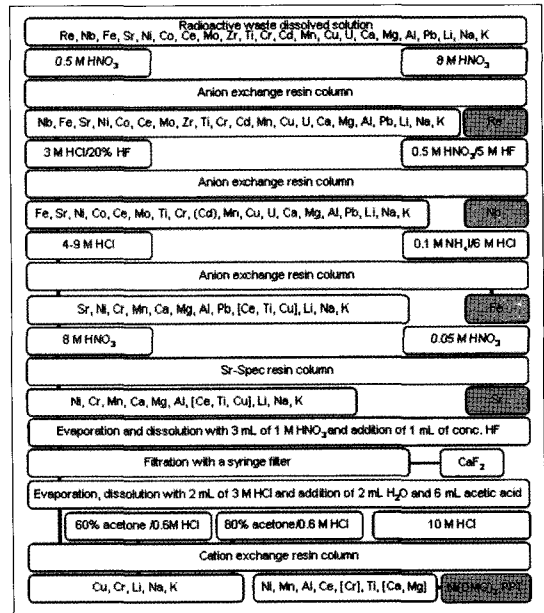 Radioactive waste dissolved solution
Re, Nb, Fe, Sr, Ni, Co, Ce, Mo, Zr, Ti, Cr, Cd, Mn, Cu, U, Ca, Mg, Al, Pb, Li, Na, K
0.5 M HNO₃ 8 M HNO₃
Anion exchange resin column
Nb, Fe, Sr, Ni, Co, Ce, Mo, Zr, Ti, Cr, Cd, Mn, Cu, U, Ca, Mg, Al, Pb, Li, Na, K Re
3 M HCl/20% HF 0.5 M HNO₃/5 M HF
Anion exchange resin column
Fe, Sr, Ni, Co, Ce, Mo, Ti, Cr, (Cd), Mn, Cu, U, Ca, Mg, Al, Pb, Li, Na, K Nb
4-9 M HCl 0.1 M NH₄I/6 M HCl
Anion exchange resin column
Sr, Ni, Cr, Mn, Ca, Mg, Al, Pb, [Ce, Ti, Cu], Li, Na, K Fe
8 M HNO₃ 0.05 M HNO₃
Sr-Spec resin column
Ni, Cr, Mn, Ca, Mg, Al, [Ce, Ti, Cu], Li, Na, K Sr
Evaporation and dissolution with 3 mL of 1 M HNO₃ and addition of 1 mL of conc. HF
Filtration with a syringe filter CaF₂
Evaporation, dissolution with 2 mL of 3 M HCl and addition of 2 mL H₂O and 6 mL acetic acid
60% acetone /0.6M HCl 80% acetone/0.6 M HCl 10 M HCl
Cation exchange resin column
Cu, Cr, Li, Na, K Ni, Mn, Al, Ce, [Cr], Ti, [Ca, Mg]